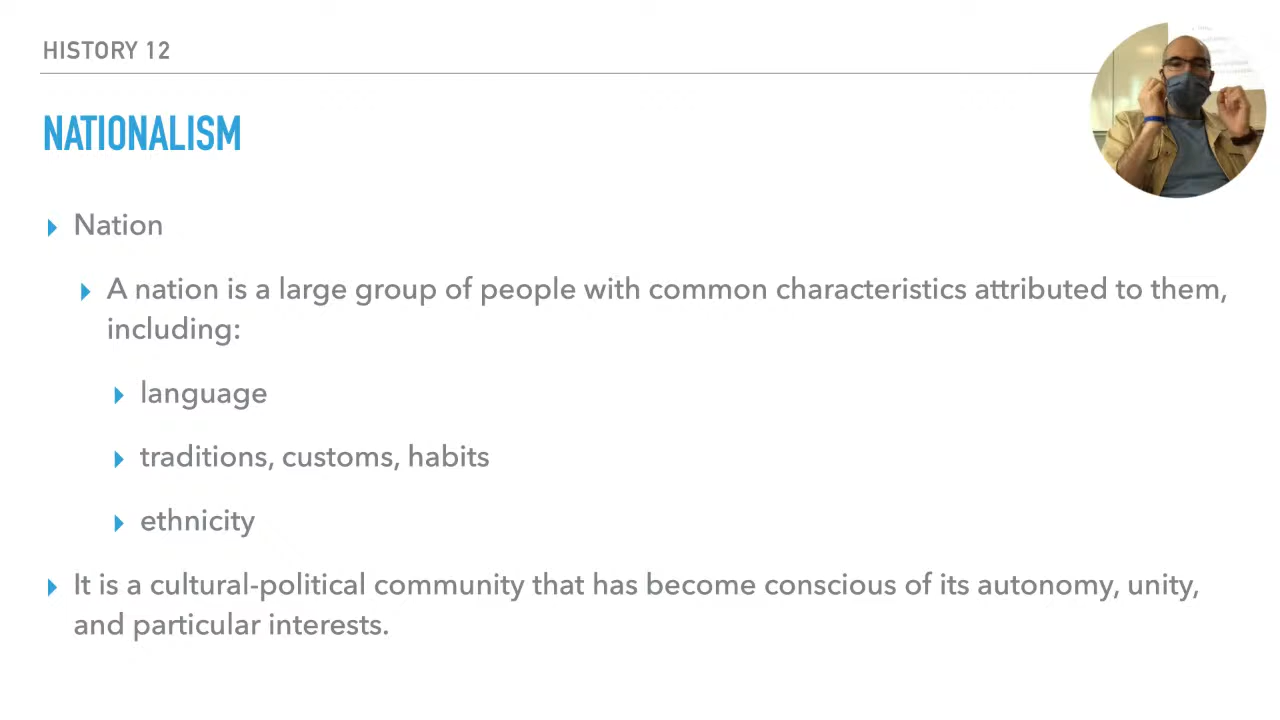 HISTORY 12
NATIONALISM
Nation
A nation is a large group of people with common characteristics attributed to them,
including:
language
traditions, customs, habits
ethnicity
It is a cultural-political community that has become conscious of its autonomy, unity,
and particular interests.